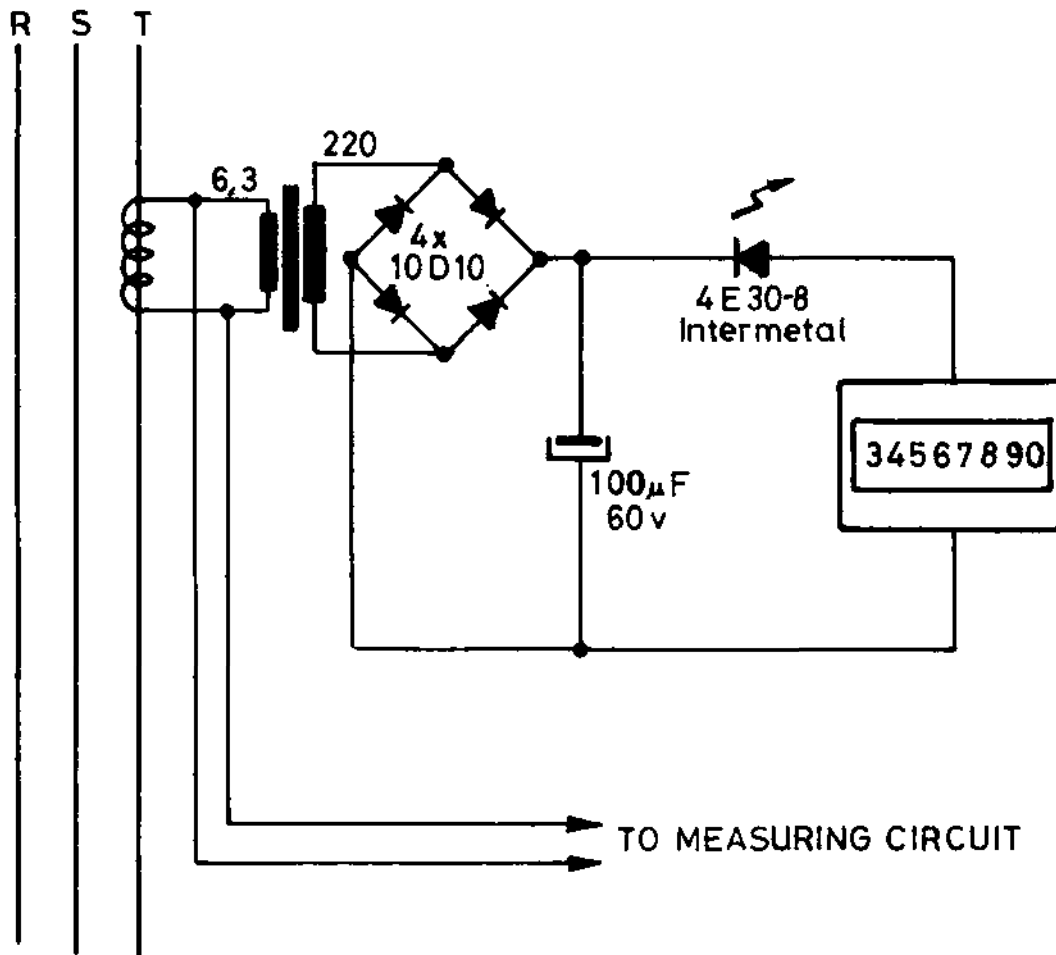 R S T
220
6,3
4x
10D10
4E30-8
Intermetal
34567890
100µF
60v
TO MEASURING CIRCUIT